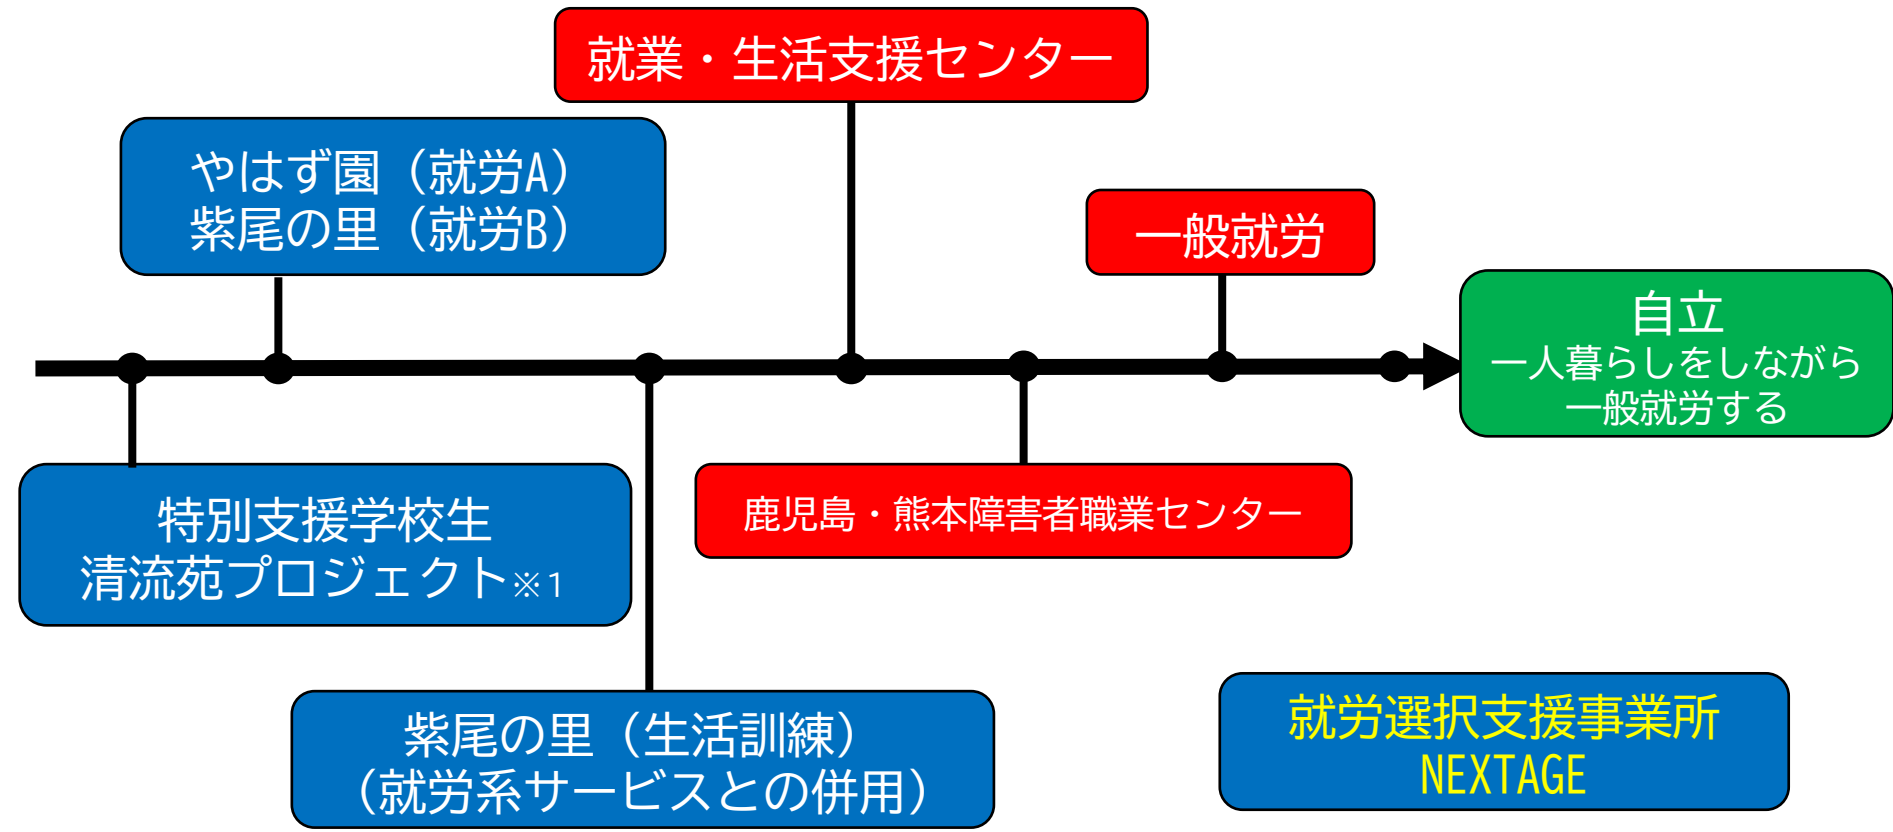 就業・生活支援センター
やはず園（就労A）
紫尾の里（就労B）
一般就労
自立
一人暮らしをしながら
一般就労する
特別支援学校生
清流苑プロジェクト※1
鹿児島・熊本障害者職業センター
紫尾の里（生活訓練）
（就労系サービスとの併用）
就労選択支援事業所
NEXTAGE